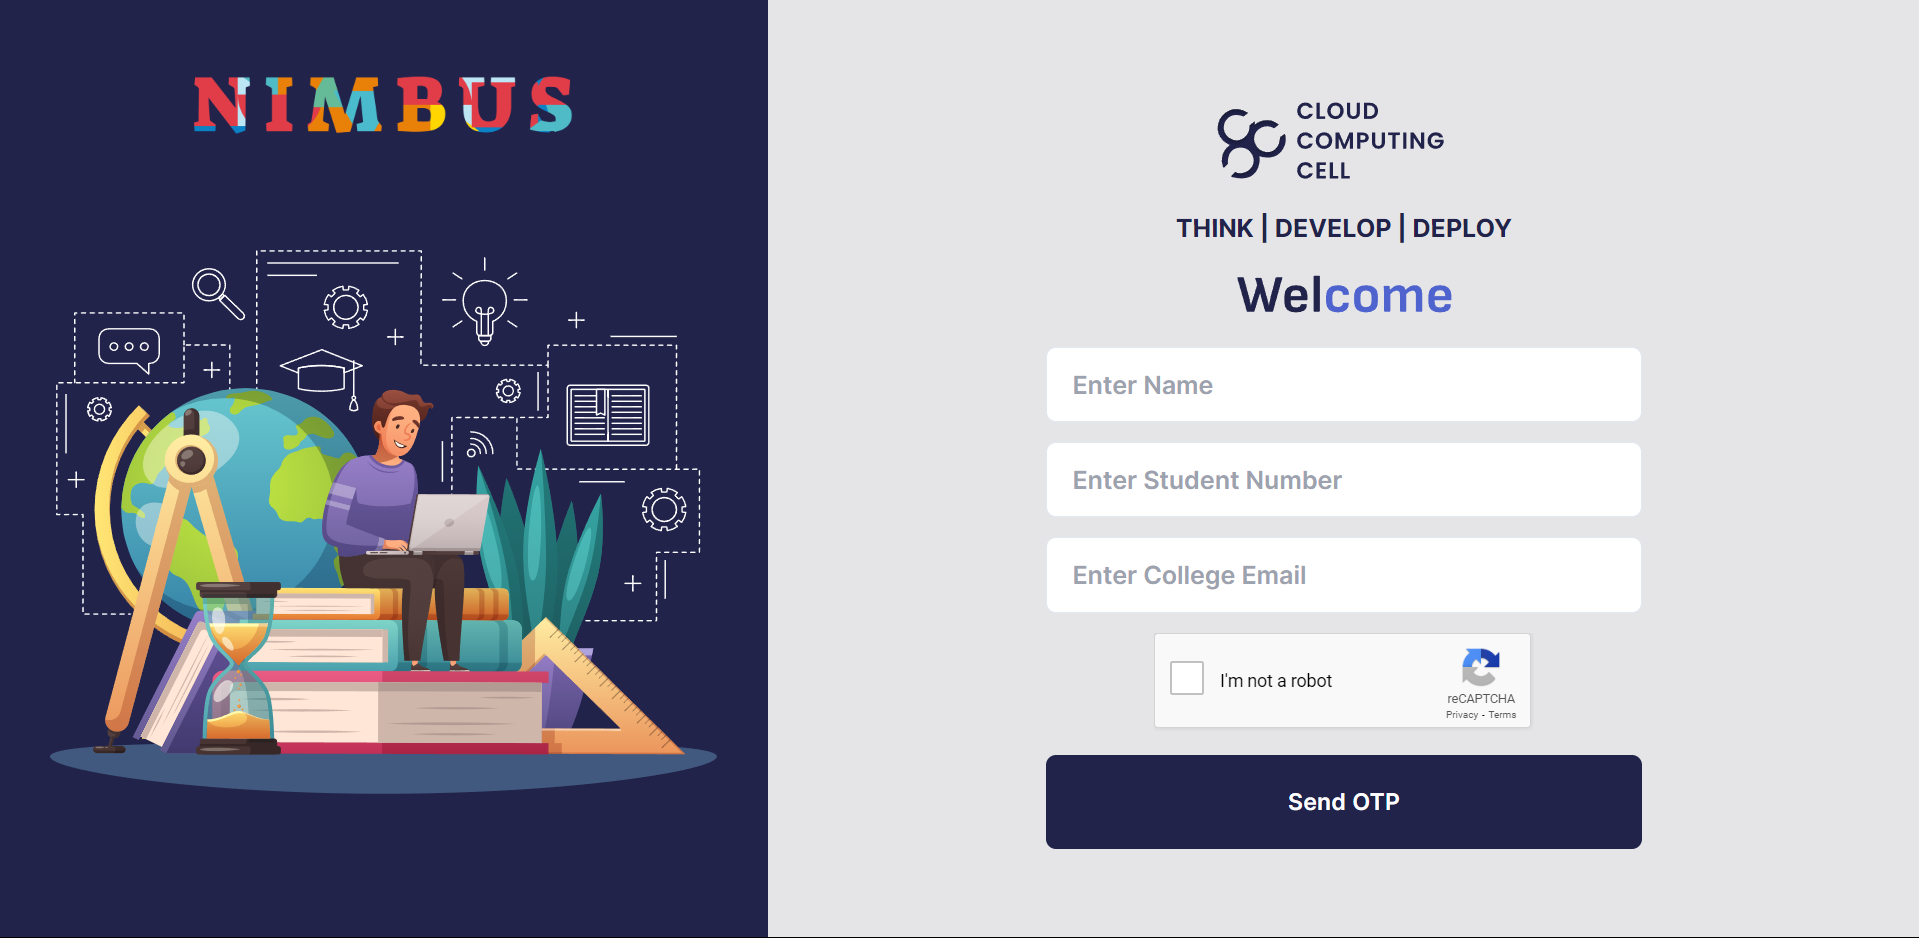 NIMBUS
CLOUD
COMPUTING
CELL
THINK | DEVELOP | DEPLOY
Welcome
Enter Name
Enter Student Number
Enter College Email
I'm not a robot
reCAPTCHA
Privacy - Terms
Send OTP